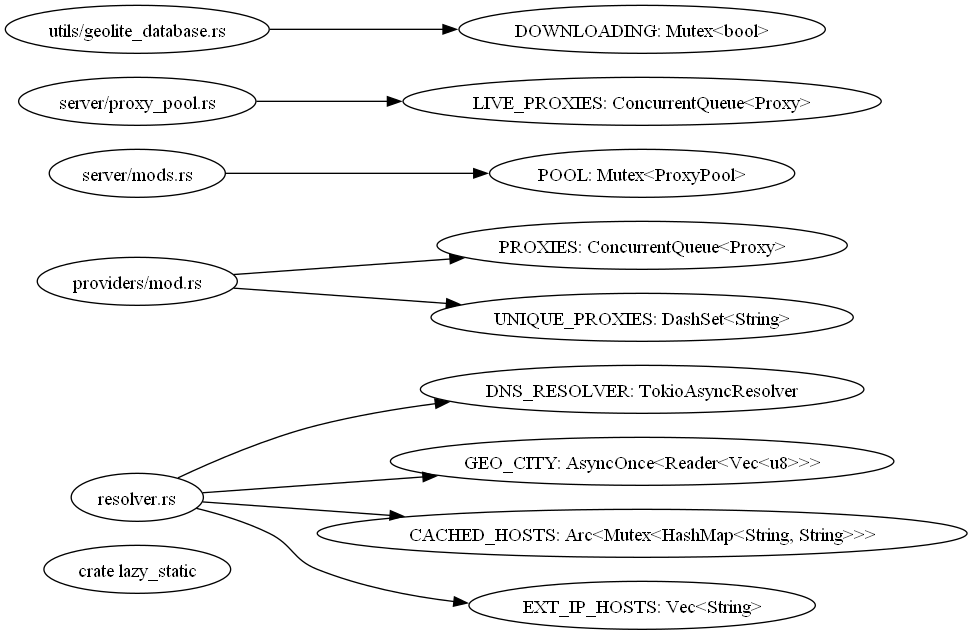 utils/geolite_database.rs
DOWNLOADING: Mutex<bool>
server/proxy_pool.rs
LIVE_PROXIES: ConcurrentQueue<Proxy>
server/mods.rs
POOL: Mutex<ProxyPool>
providers/mod.rs
PROXIES: ConcurrentQueue<Proxy>
UNIQUE_PROXIES: DashSet<String>
resolver.rs
DNS_RESOLVER: TokioAsyncResolver
GEO_CITY: AsyncOnce<Reader<Vec<u8>>>
CACHED_HOSTS: Arc<Mutex<HashMap<String, String>>>
EXT_IP_HOSTS: Vec<String>
crate lazy_static